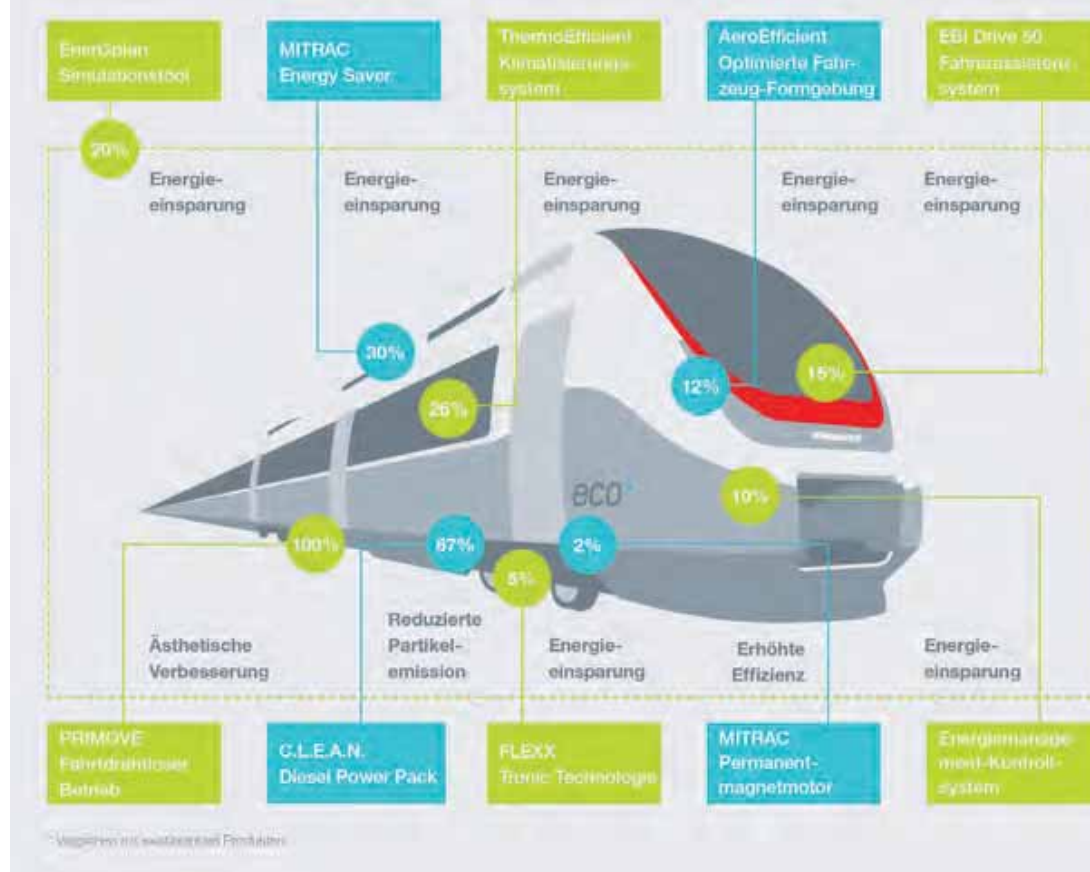 EnerGplan
Simulationstool
MITRAC
Energy Saver
ThermoEfficient
Klimatisierungs-
system
AeroEfficient
Optimierte Fahr-
zeug-Formgebung
EBI Drive 50
Fahrerassistenz-
system
20%
Energie-
einsparung
Energie-
einsparung
Energie-
einsparung
Energie-
einsparung
Energie-
einsparung
30%
26%
12%
15%
eco
10%
100%
67%
5%
2%
Ästhetische
Verbesserung
Reduzierte
Partikel-
emission
Energie-
einsparung
Erhöhte
Effizienz
Energie-
einsparung
PRIMOVE
Fahrdrahtloser
Betrieb
C.L.E.A.N.
Diesel Power Pack
FLEXX
Tronic Technologie
MITRAC
Permanent-
magnetmotor
Energiemanage-
ment-Kontroll-
system